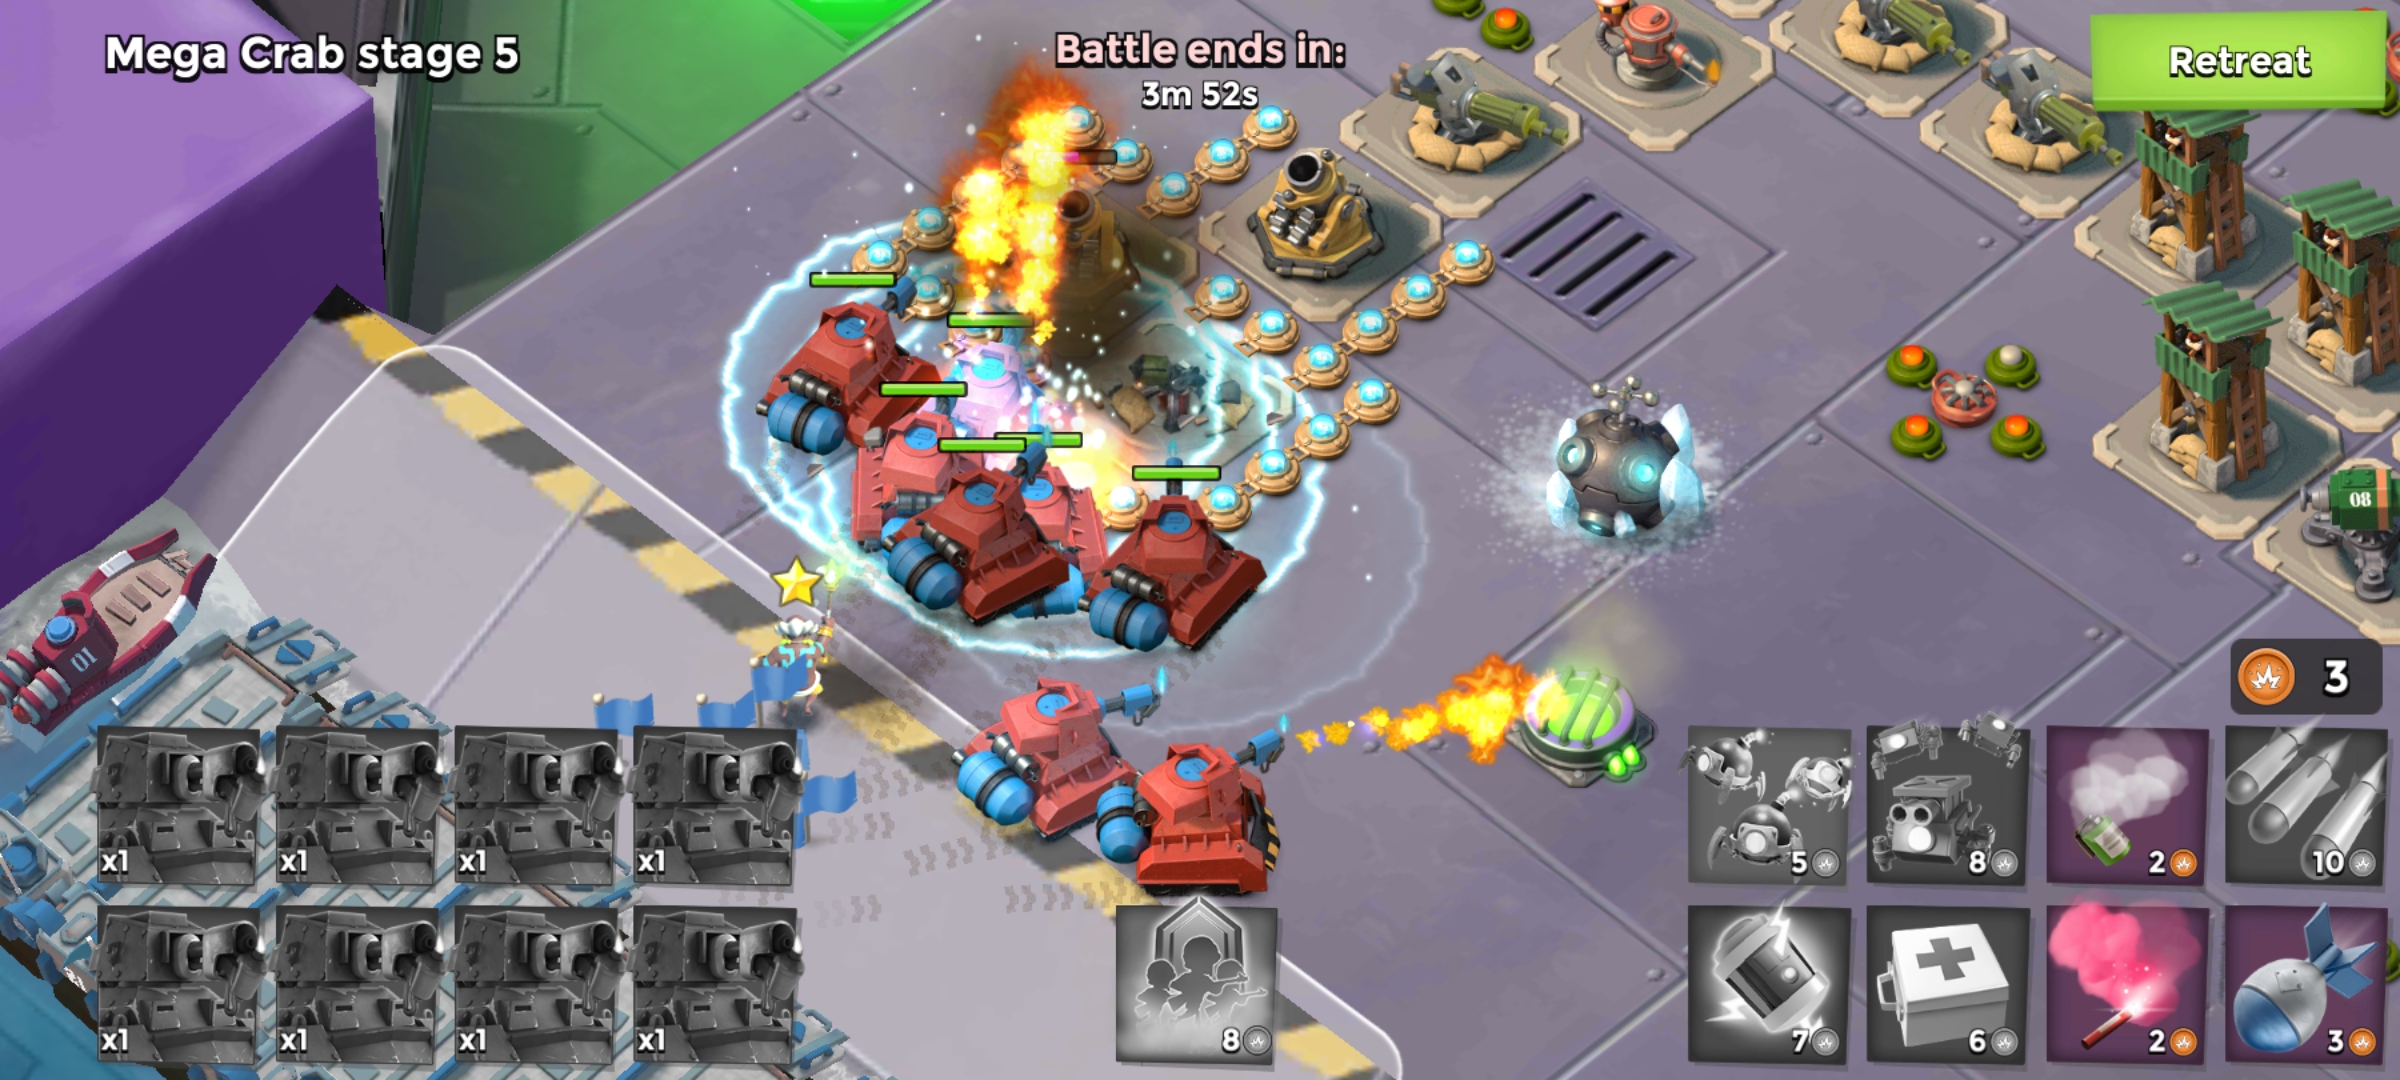 Mega Crab stage 5
Battle ends in:
3m 52s
Retreat
08
01
3
x1
x1
x1
x1
5
8
2
10
x1
x1
x1
x1
8
7
6
2
3